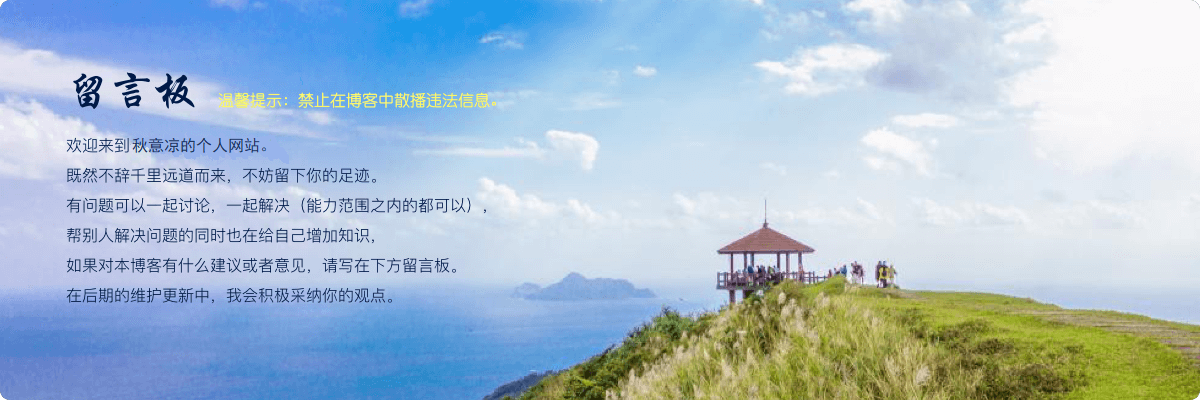 留言板 温馨提示：禁止在博客中散播违法信息。
欢迎来到秋意凉的个人网站。
既然不辞千里远道而来，不妨留下你的足迹。
有问题可以一起讨论，一起解决（能力范围之内的都可以），
帮别人解决问题的同时也在给自己增加知识，
如果对本博客有什么建议或者意见，请写在下方留言板。
在后期的维护更新中，我会积极采纳你的观点。